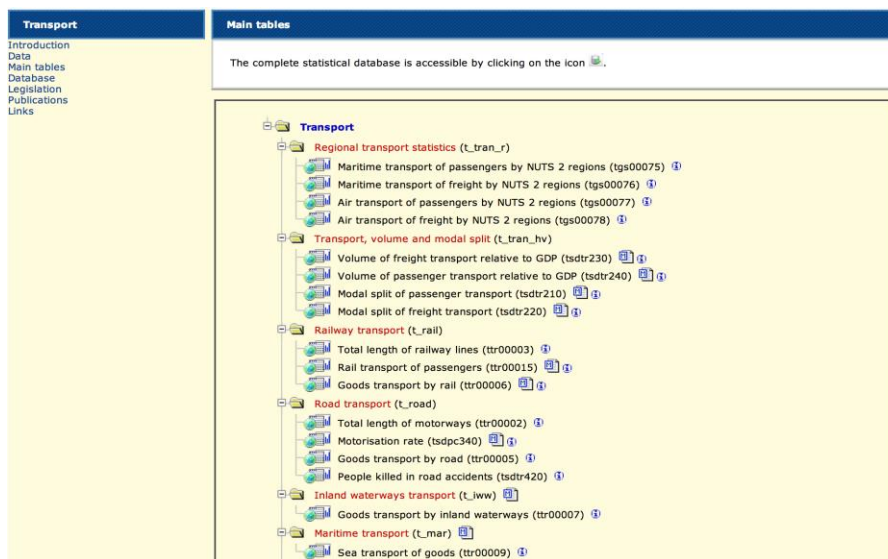 Transport
Introduction
Data
Main tables
Database
Legislation
Publications
Links
Main tables
The complete statistical database is accessible by clicking on the icon .
Transport
Regional transport statistics (t_tran_r)
Maritime transport of passengers by NUTS 2 regions (tgs00075)
Maritime transport of freight by NUTS 2 regions (tgs00076)
Air transport of passengers by NUTS 2 regions (tgs00077)
Air transport of freight by NUTS 2 regions (tgs00078)
Transport, volume and modal split (t_tran_hv)
Volume of freight transport relative to GDP (tsdtr230)
Volume of passenger transport relative to GDP (tsdtr240)
Modal split of passenger transport (tsdtr210)
Modal split of freight transport (tsdtr220)
Railway transport (t_rail)
Total length of railway lines (ttr00003)
Rail transport of passengers (ttr00015)
Goods transport by rail (ttr00006)
Road transport (t_road)
Total length of motorways (ttr00002)
Motorisation rate (tsdpc340)
Goods transport by road (ttr00005)
People killed in road accidents (tsdtr420)
Inland waterways transport (t_iww)
Goods transport by inland waterways (ttr00007)
Maritime transport (t_mar)
Sea transport of goods (ttr00009)